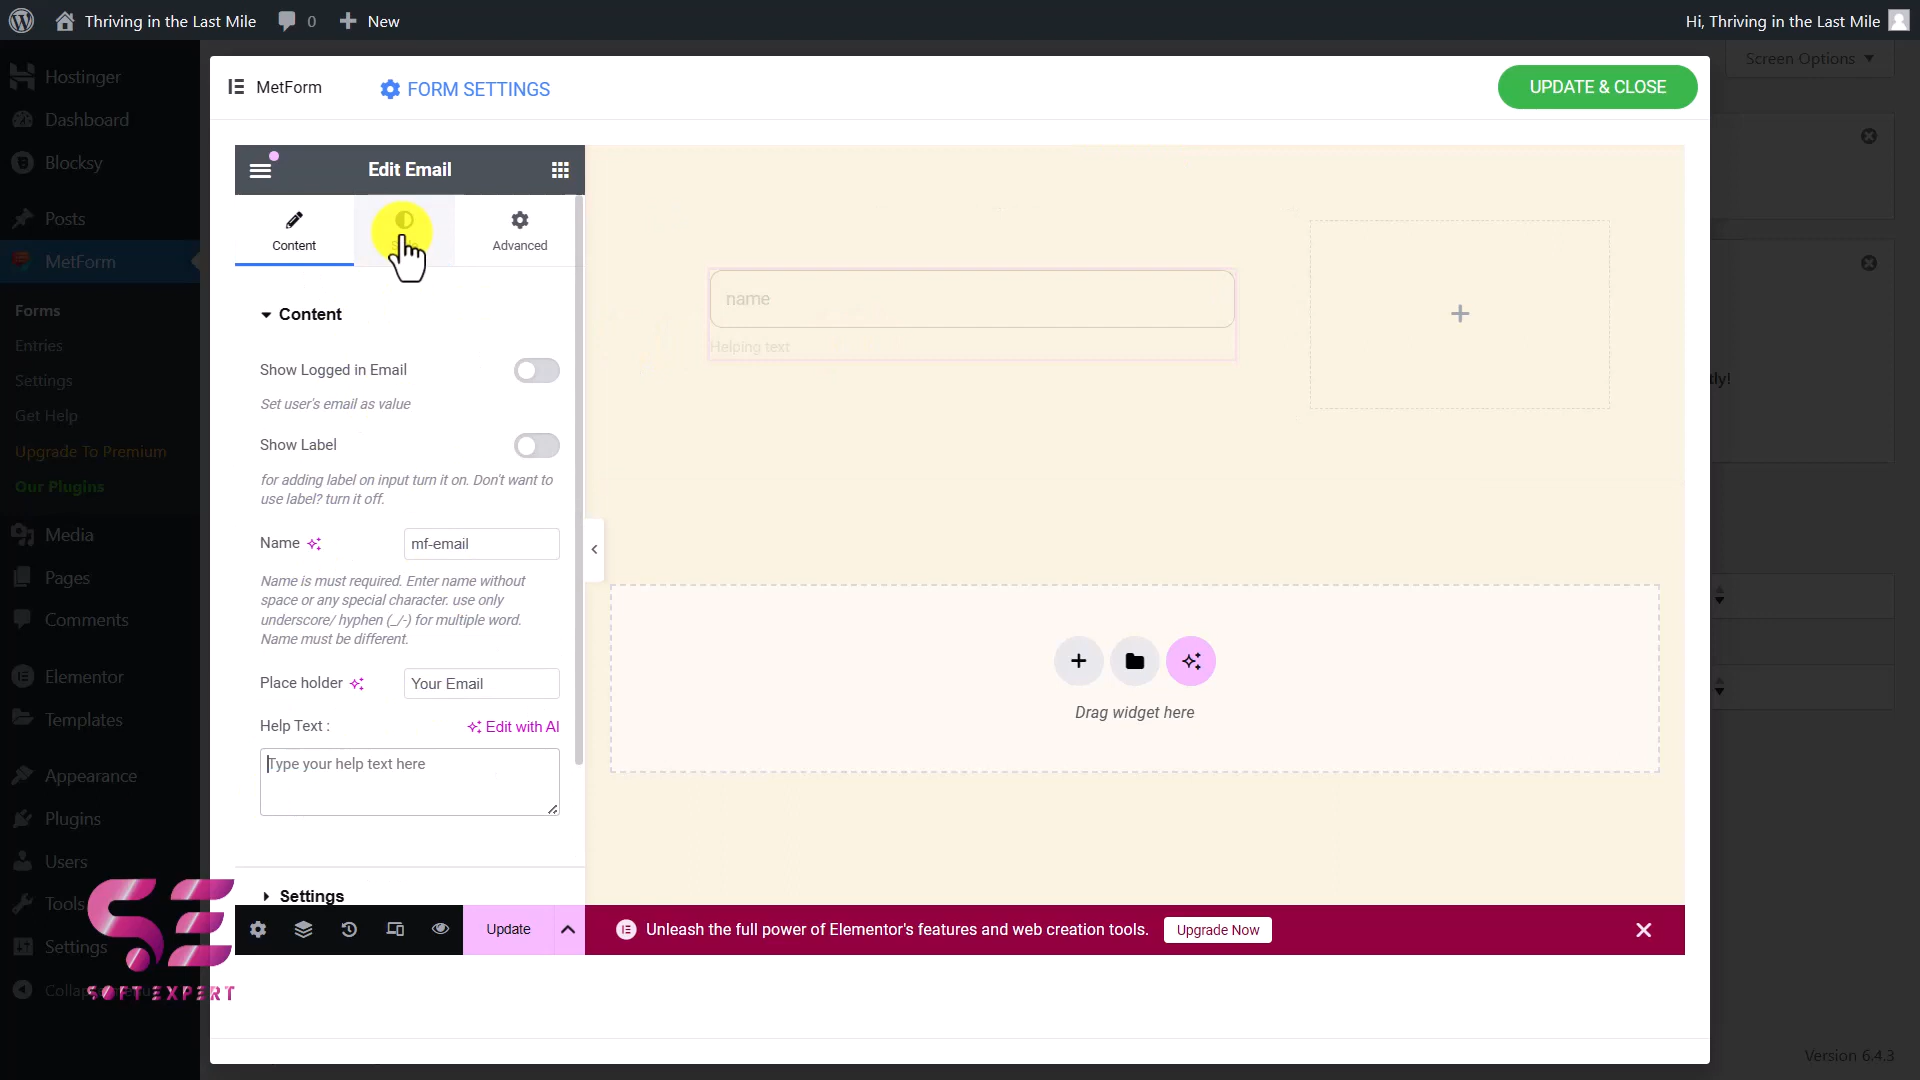 Thriving in the Last Mile
0
New
Hi, Thriving in the Last Mile
Hostinger
Dashboard
Blocksy
Posts
MetForm
Forms
Entries
Settings
Get Help
Upgrade To Premium
Our Plugins
Media
Pages
Comments
Elementor
Templates
Appearance
Plugins
Users
Tools
Settings
SOFT EXPERT
Screen Options
MetForm
FORM SETTINGS
UPDATE & CLOSE
Edit Email
Content
Advanced
Content
Show Logged in Email
Set user's email as value
Show Label
for adding label on input turn it on. Don't want to
use label? turn it off.
Name
mf-email
Name is must required. Enter name without
space or any special character. use only
underscore/ hyphen (_/-) for multiple word.
Name must be different.
Place holder
Your Email
Help Text :
Edit with AI
Type your help text here
Settings
Update
name
Helping text
Drag widget here
Unleash the full power of Elementor's features and web creation tools.
Upgrade Now
Version 6.4.3